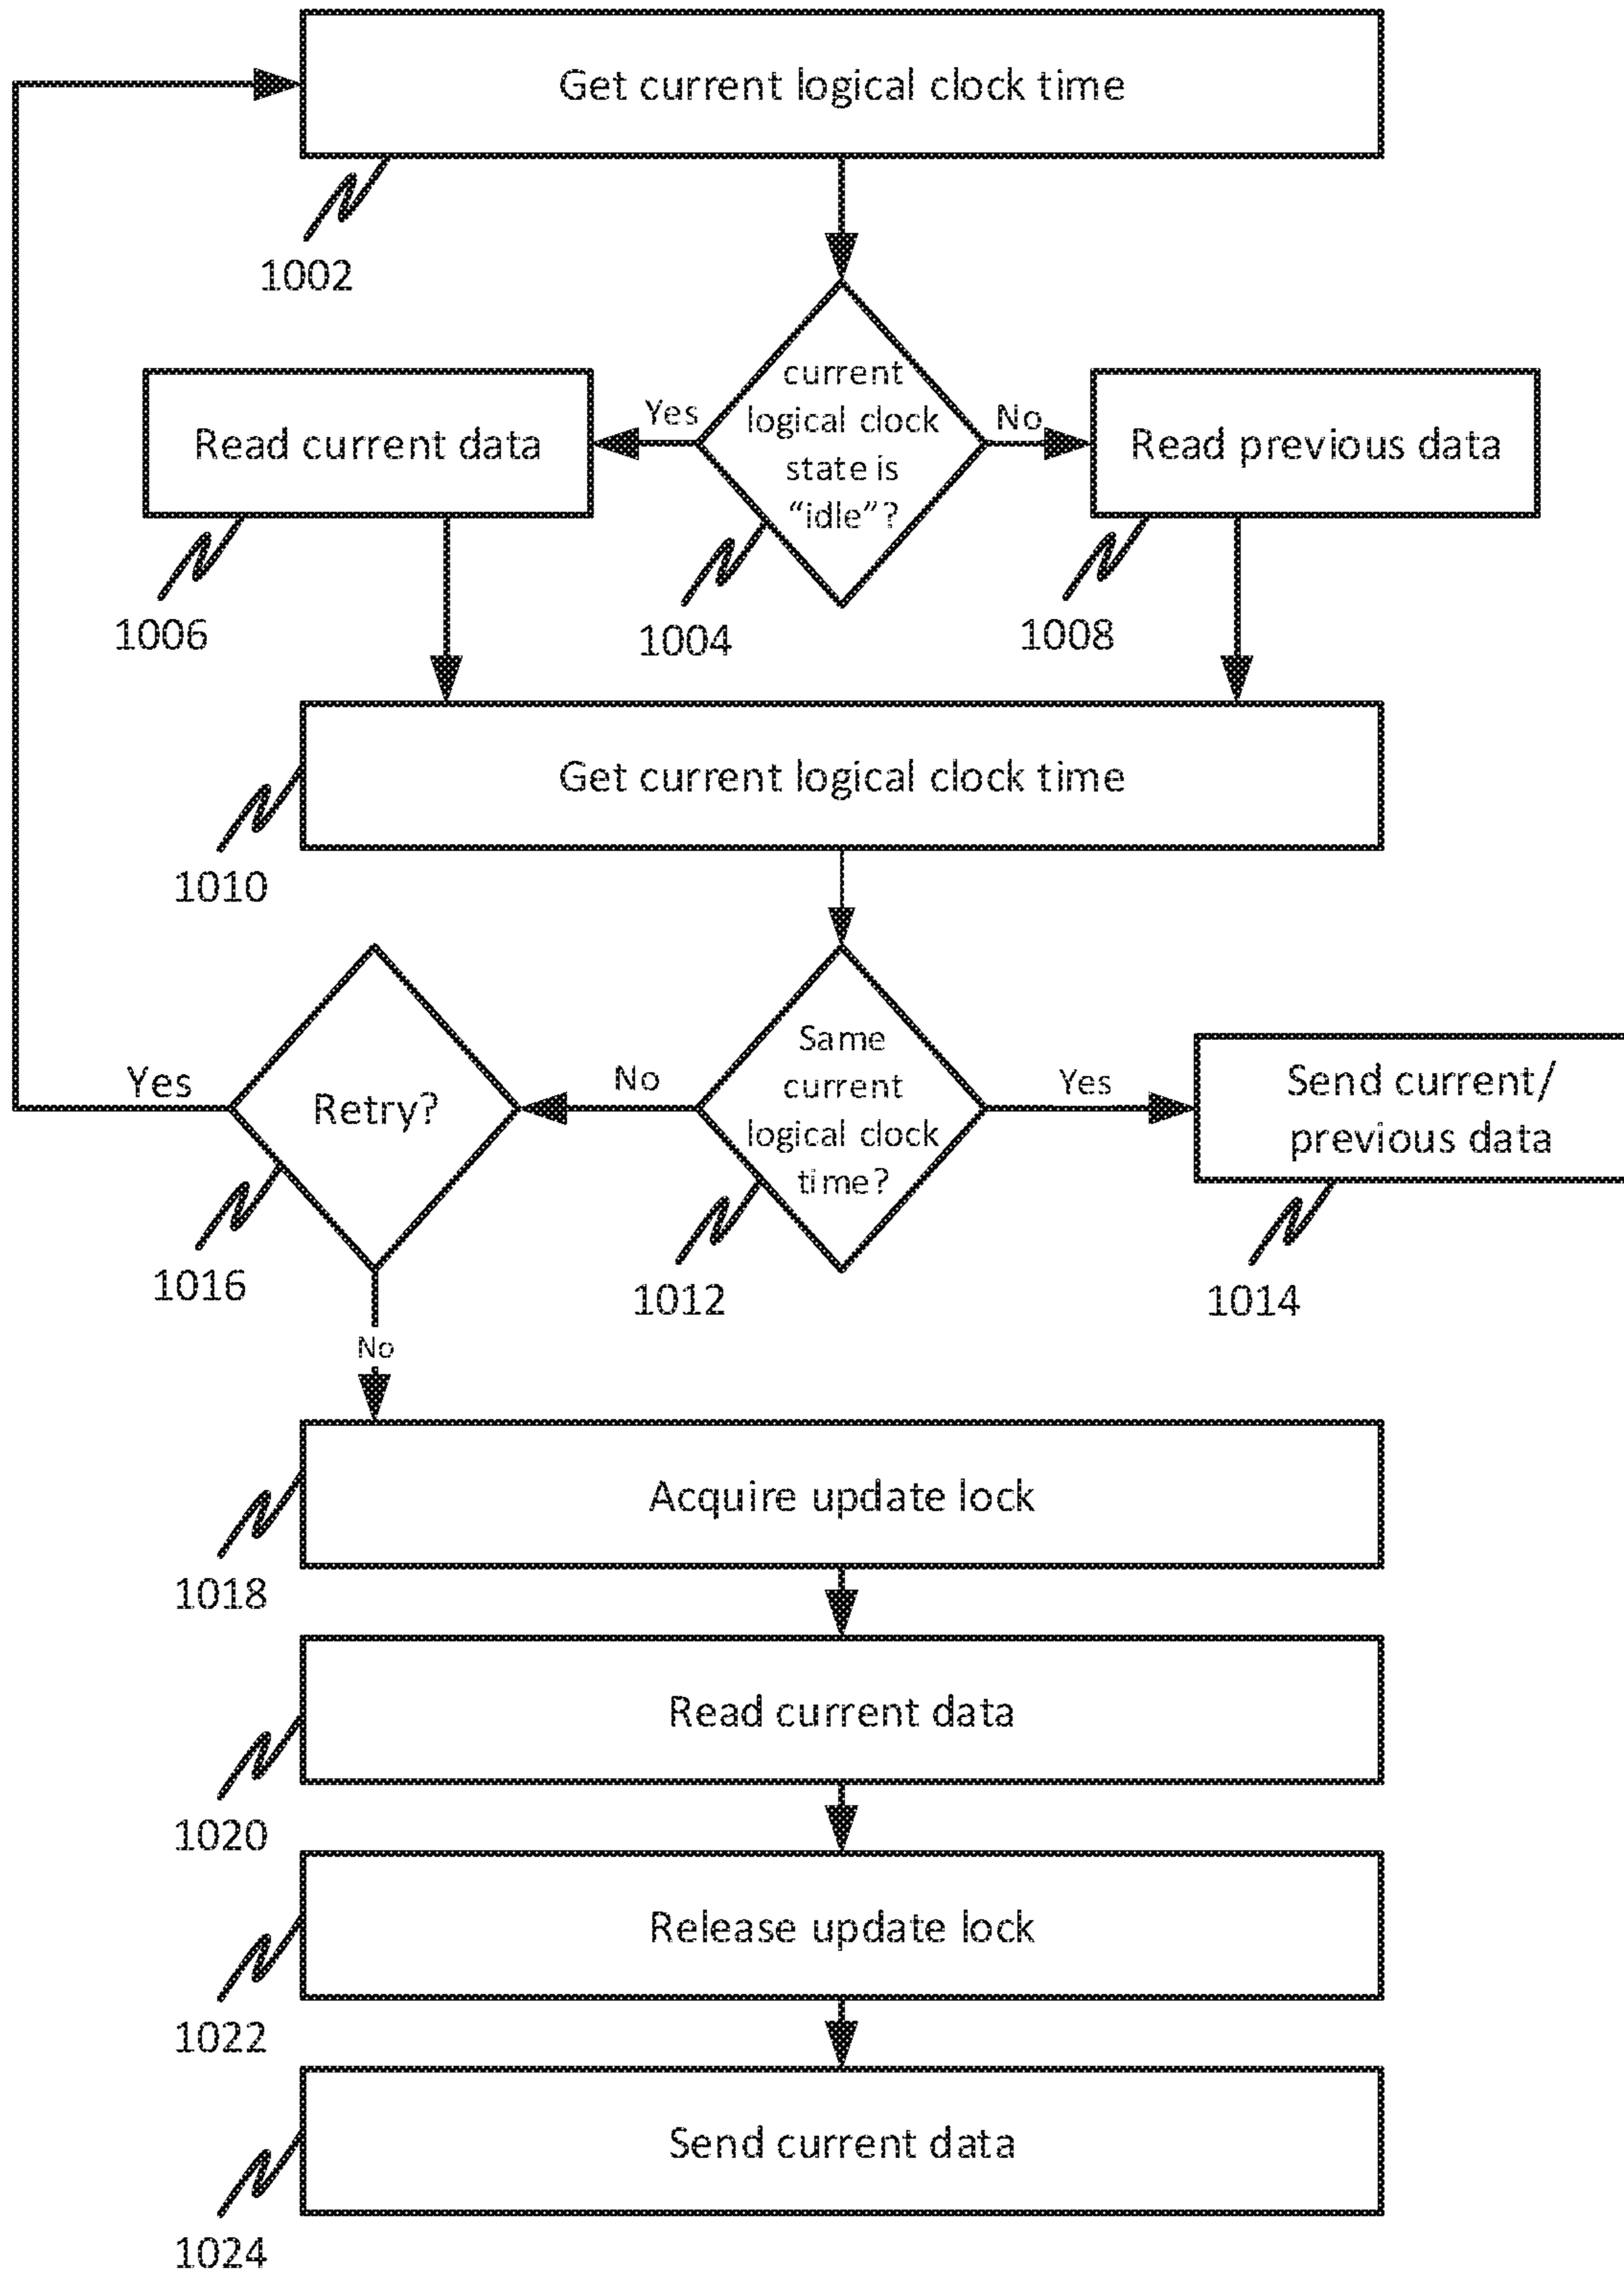 Get current logical clock time
1002
current
logical clock
state is
“idle”?
Yes
No
Read current data
Read previous data
1006
1004
1008
Get current logical clock time
1010
Same
current
logical clock
time?
No
Yes
Retry?
Yes
Send current/
previous data
1016
1012
1014
No
Acquire update lock
1018
Read current data
1020
Release update lock
1022
Send current data
1024